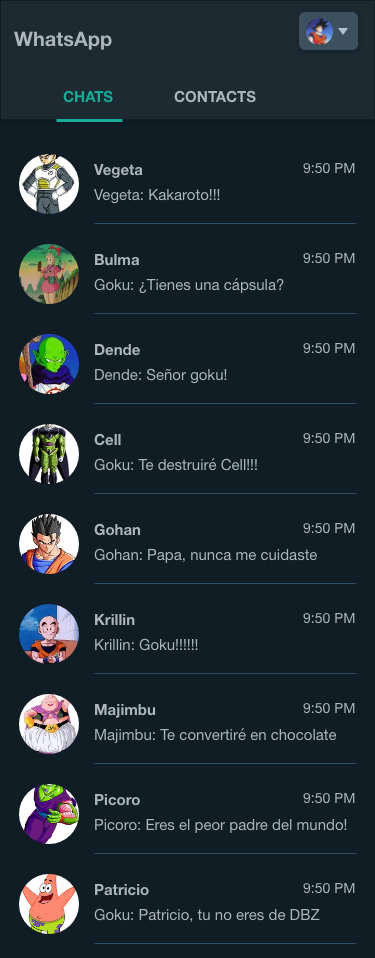 WhatsApp
CHATS CONTACTS
Vegeta 9:50 PM
Vegeta: Kakaroto!!!
Bulma 9:50 PM
Goku: ¿Tienes una cápsula?
Dende 9:50 PM
Dende: Señor goku!
Cell 9:50 PM
Goku: Te destruiré Cell!!!
Gohan 9:50 PM
Gohan: Papa, nunca me cuidaste
Krillin 9:50 PM
Krillin: Goku!!!!!!
Majimbu 9:50 PM
Majimbu: Te convertiré en chocolate
Picoro 9:50 PM
Picoro: Eres el peor padre del mundo!
Patricio 9:50 PM
Goku: Patricio, tu no eres de DBZ